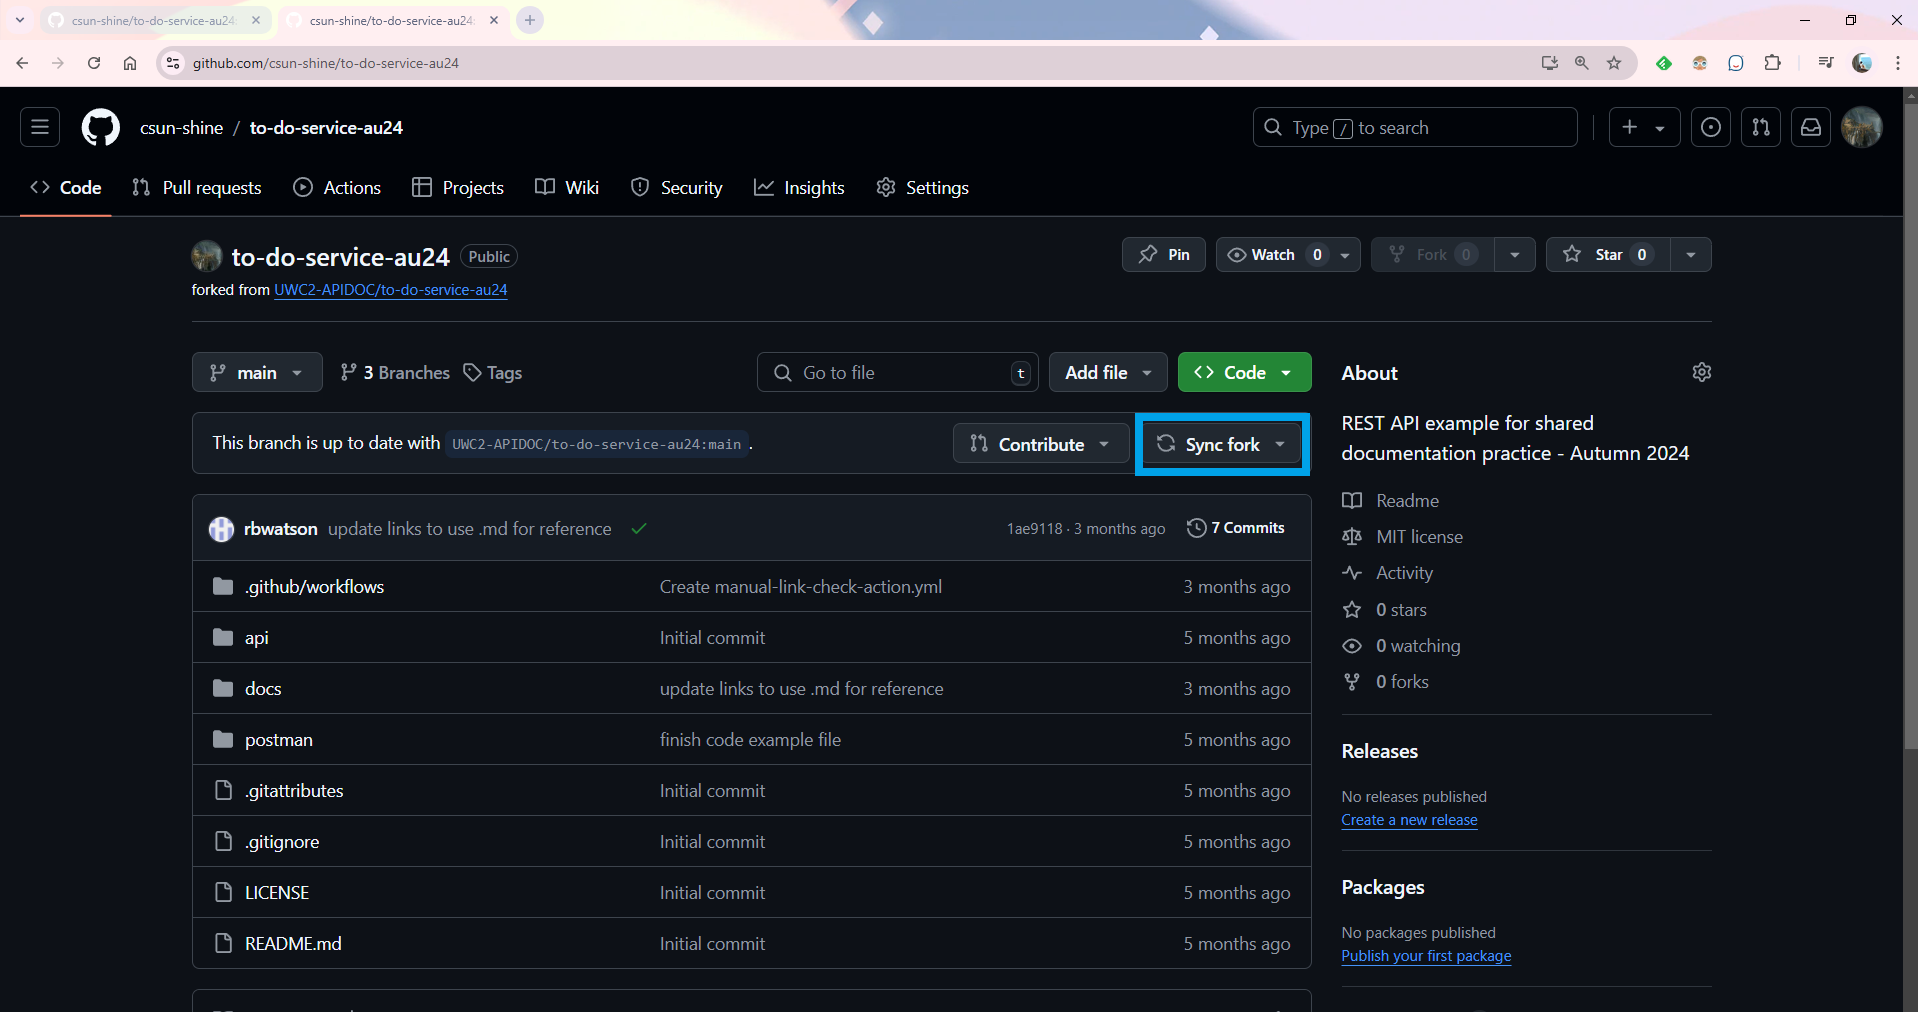 csun-shine/to-do-service-au24
csun-shine/to-do-service-au24
github.com/csun-shine/to-do-service-au24
csun-shine / to-do-service-au24
Type / to search
Code Pull requests Actions Projects Wiki Security Insights Settings
to-do-service-au24 Public
Pin Watch 0 Fork 0 Star 0
forked from UWC2-APIDOC/to-do-service-au24
main 3 Branches Tags Go to file t Add file Code
This branch is up to date with UWC2-APIDOC/to-do-service-au24:main . Contribute Sync fork
rbwatson update links to use .md for reference 1ae9118 · 3 months ago 7 Commits
.github/workflows Create manual-link-check-action.yml 3 months ago
api Initial commit 5 months ago
docs update links to use .md for reference 3 months ago
postman finish code example file 5 months ago
.gitattributes Initial commit 5 months ago
.gitignore Initial commit 5 months ago
LICENSE Initial commit 5 months ago
README.md Initial commit 5 months ago
About
REST API example for shared
documentation practice - Autumn 2024
Readme
MIT license
Activity
0 stars
0 watching
0 forks
Releases
No releases published
Create a new release
Packages
No packages published
Publish your first package